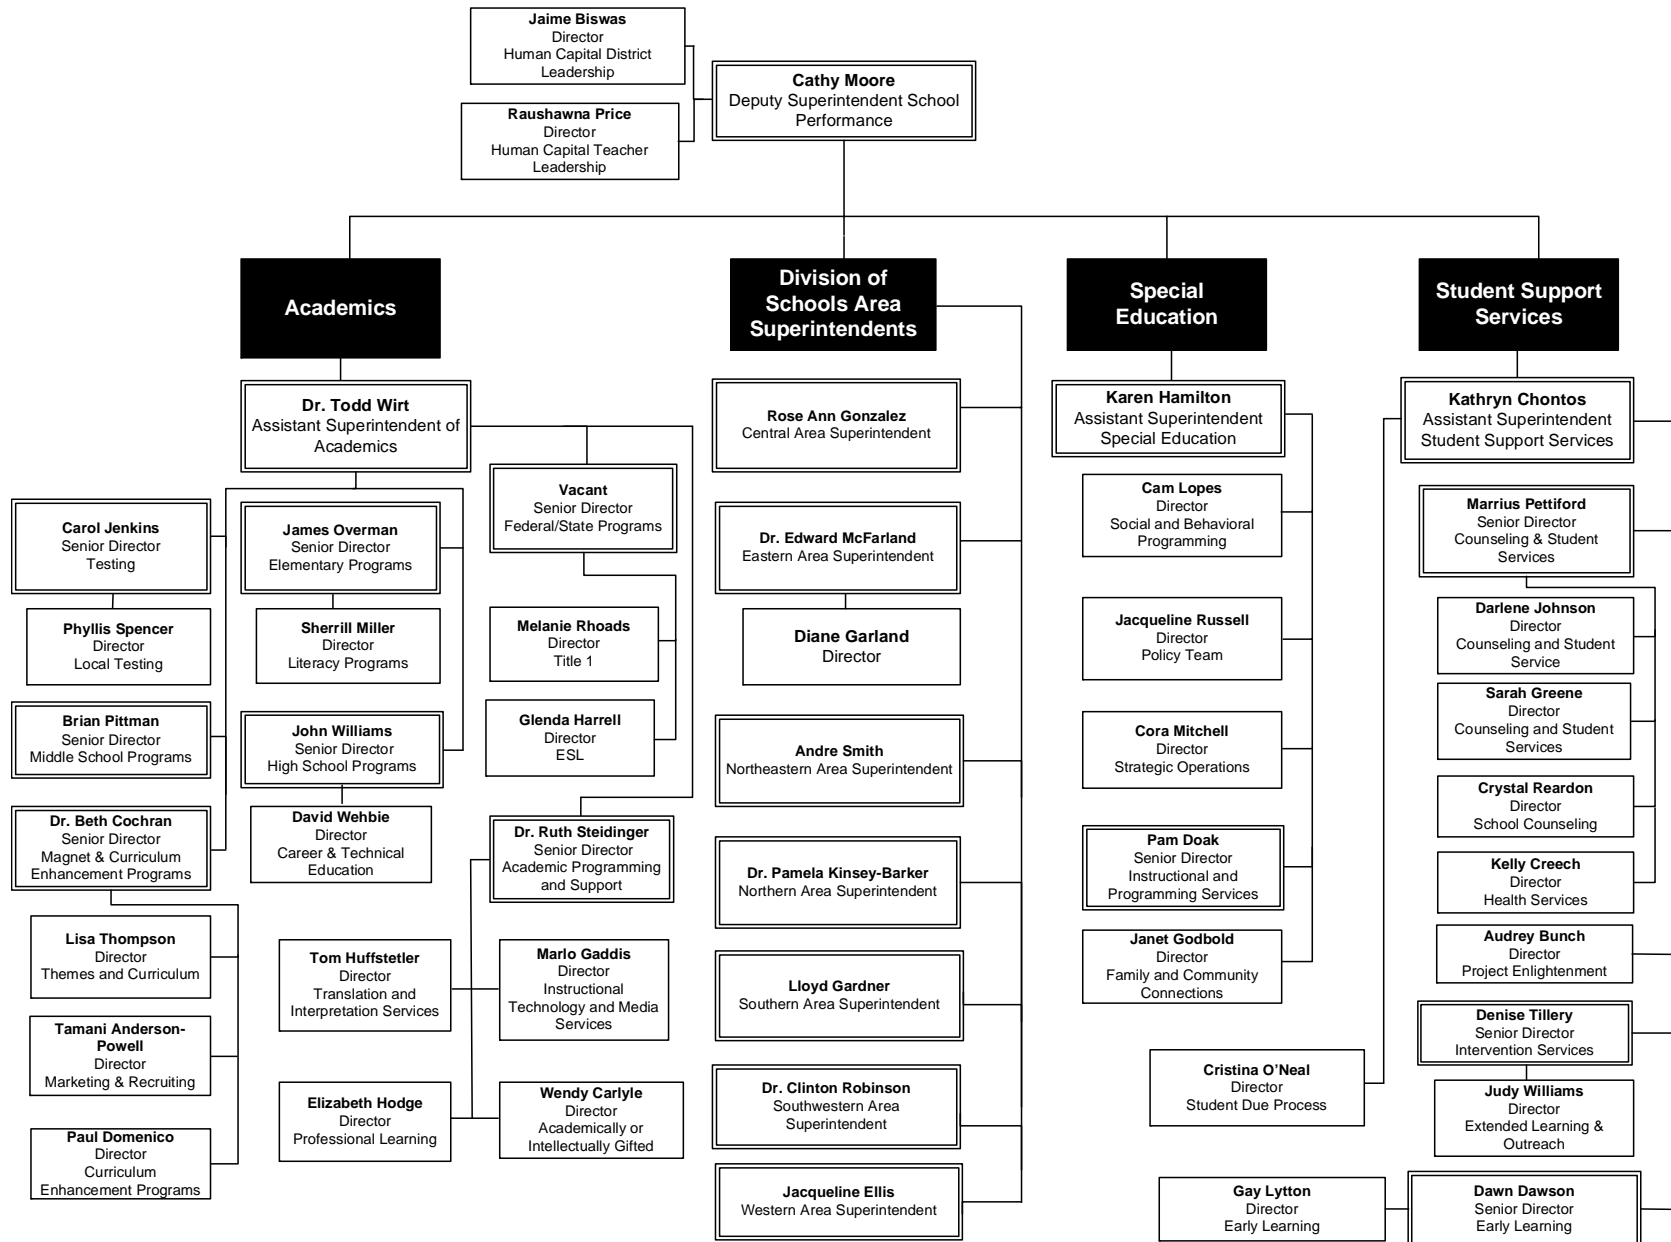 Jaime Biswas
Director
Human Capital District
Leadership
Cathy Moore
Deputy Superintendent School
Performance
Raushawna Price
Director
Human Capital Teacher
Leadership
Academics
Division of
Schools Area
Superintendents
Special
Education
Student Support
Services
Dr. Todd Wirt
Assistant Superintendent of
Academics
Carol Jenkins
Senior Director
Testing
Phyllis Spencer
Director
Local Testing
Brian Pittman
Senior Director
Middle School Programs
Dr. Beth Cochran
Senior Director
Magnet & Curriculum
Enhancement Programs
Lisa Thompson
Director
Themes and Curriculum
Tamani Anderson-
Powell
Director
Marketing & Recruiting
Paul Domenico
Director
Curriculum
Enhancement Programs
James Overman
Senior Director
Elementary Programs
Sherrill Miller
Director
Literacy Programs
John Williams
Senior Director
High School Programs
David Wehbie
Director
Career & Technical
Education
Vacant
Senior Director
Federal/State Programs
Melanie Rhoads
Director
Title 1
Glenda Harrell
Director
ESL
Dr. Ruth Steidinger
Senior Director
Academic Programming
and Support
Tom Huffstetler
Director
Translation and
Interpretation Services
Marlo Gaddis
Director
Instructional
Technology and Media
Services
Elizabeth Hodge
Director
Professional Learning
Wendy Carlyle
Director
Academically or
Intellectually Gifted
Rose Ann Gonzalez
Central Area Superintendent
Dr. Edward McFarland
Eastern Area Superintendent
Diane Garland
Director
Andre Smith
Northeastern Area Superintendent
Dr. Pamela Kinsey-Barker
Northern Area Superintendent
Lloyd Gardner
Southern Area Superintendent
Dr. Clinton Robinson
Southwestern Area
Superintendent
Jacqueline Ellis
Western Area Superintendent
Karen Hamilton
Assistant Superintendent
Special Education
Cam Lopes
Director
Social and Behavioral
Programming
Jacqueline Russell
Director
Policy Team
Cora Mitchell
Director
Strategic Operations
Pam Doak
Senior Director
Instructional and
Programming Services
Janet Godbold
Director
Family and Community
Connections
Kathryn Chontos
Assistant Superintendent
Student Support Services
Marrius Pettiford
Senior Director
Counseling & Student
Services
Darlene Johnson
Director
Counseling and Student
Service
Sarah Greene
Director
Counseling and Student
Services
Crystal Reardon
Director
School Counseling
Kelly Creech
Director
Health Services
Audrey Bunch
Director
Project Enlightenment
Denise Tillery
Senior Director
Intervention Services
Judy Williams
Director
Extended Learning &
Outreach
Cristina O'Neal
Director
Student Due Process
Gay Lytton
Director
Early Learning
Dawn Dawson
Senior Director
Early Learning